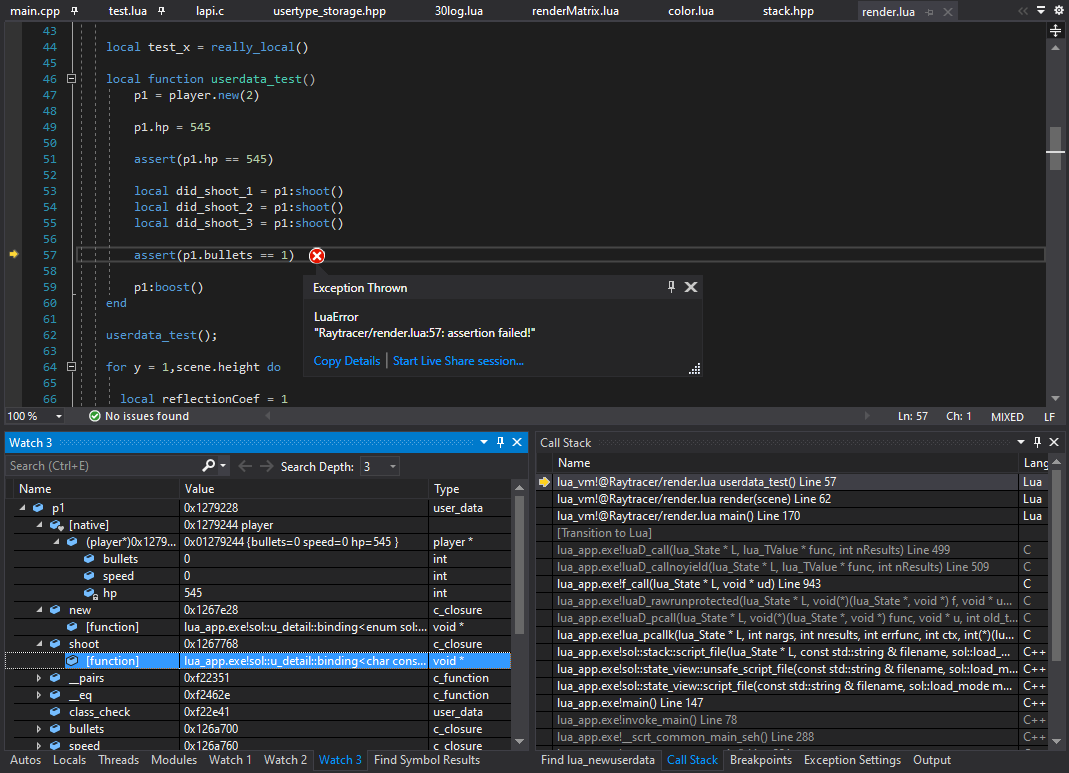 main.cpp test.lua lapi.c usertype_storage.hpp 30log.lua renderMatrix.lua color.lua stack.hpp render.lua
43
44 local test_x = really_local()
45
46 local function userdata_test()
47 p1 = player.new(2)
48
49 p1.hp = 545
50
51 assert(p1.hp == 545)
52
53 local did_shoot_1 = p1:shoot()
54 local did_shoot_2 = p1:shoot()
55 local did_shoot_3 = p1:shoot()
56
57 assert(p1.bullets == 1)
58
59 p1:boost()
60 end
61
62 userdata_test();
63
64 for y = 1,scene.height do
65
66 local reflectionCoef = 1
Exception Thrown
LuaError
"Raytracer/render.lua:57: assertion failed!"
Copy Details | Start Live Share session...
100 % No issues found Ln: 57 Ch: 1 MIXED LF
Watch 3
Search (Ctrl+E) Search Depth: 3
Name Value Type
p1 0x1279228 user_data
[native] 0x1279244 player
(player*)0x1279... 0x01279244 {bullets=0 speed=0 hp=545 } player *
bullets 0 int
speed 0 int
hp 545 int
new 0x1267e28 c_closure
[function] lua_app.exe!sol::u_detail::binding<enum sol:... void *
shoot 0x1267768 c_closure
[function] lua_app.exe!sol::u_detail::binding<char cons... void *
__pairs 0xf22351 c_function
__eq 0xf2462e c_function
class_check 0xf22e41 user_data
bullets 0x126a700 c_closure
speed 0x126a760 c_closure
Autos Locals Threads Modules Watch 1 Watch 2 Watch 3 Find Symbol Results
Call Stack
Name Lang
lua_vm!@Raytracer/render.lua userdata_test() Line 57 Lua
lua_vm!@Raytracer/render.lua render(scene) Line 62 Lua
lua_vm!@Raytracer/render.lua main() Line 170 Lua
[Transition to Lua]
lua_app.exe!luaD_call(lua_State * L, lua_TValue * func, int nResults) Line 499 C
lua_app.exe!luaD_callnoyield(lua_State * L, lua_TValue * func, int nResults) Line 509 C
lua_app.exe!f_call(lua_State * L, void * ud) Line 943 C
lua_app.exe!luaD_rawrunprotected(lua_State * L, void(*)(lua_State *, void *) f, void * u... C
lua_app.exe!luaD_pcall(lua_State * L, void(*)(lua_State *, void *) func, void * u, int old_t... C
lua_app.exe!lua_pcallk(lua_State * L, int nargs, int nresults, int errfunc, int ctx, int(*)(lu... C
lua_app.exe!sol::stack::script_file(lua_State * L, const std::string & filename, sol::load_... C++
lua_app.exe!sol::state_view::unsafe_script_file(const std::string & filename, sol::load_m... C++
lua_app.exe!sol::state_view::script_file(const std::string & filename, sol::load_mode m... C++
lua_app.exe!main() Line 147 C++
lua_app.exe!invoke_main() Line 78 C++
lua_app.exe!__scrt_common_main_seh() Line 288 C++
Find lua_newuserdata Call Stack Breakpoints Exception Settings Output